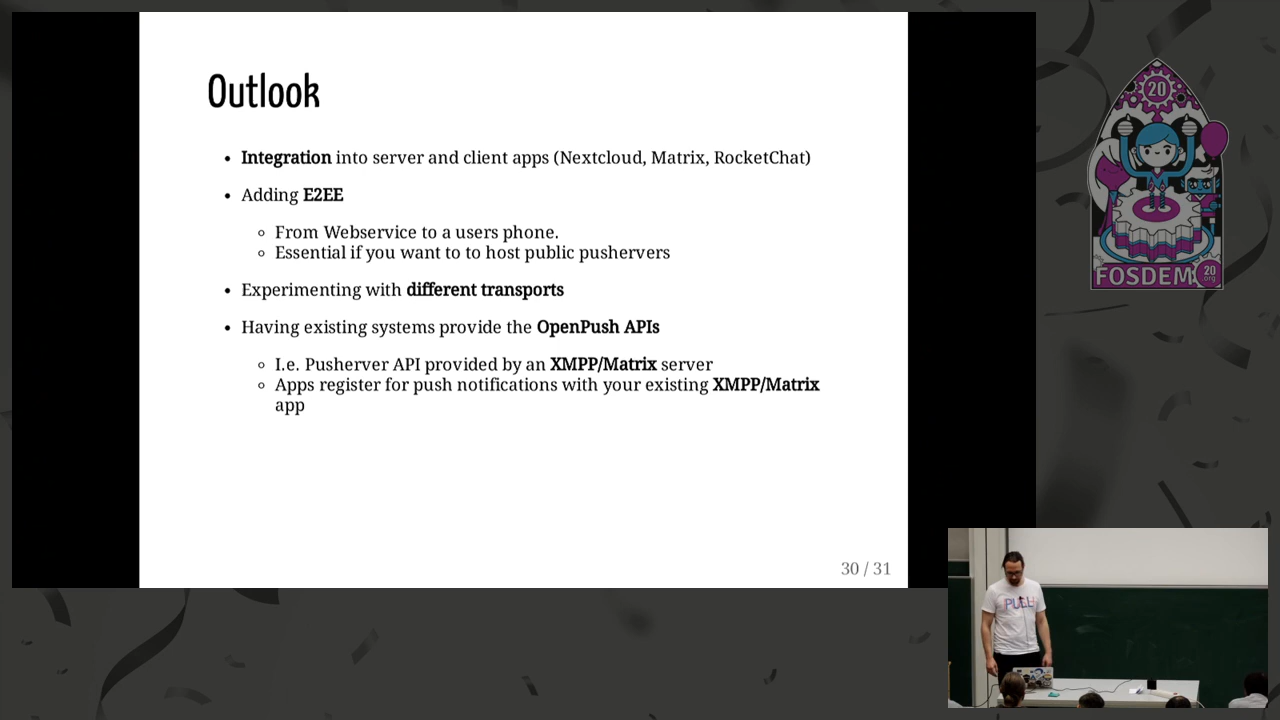 Outlook
• Integration into server and client apps (Nextcloud, Matrix, RocketChat)
• Adding E2EE
◦ From Webservice to a users phone.
◦ Essential if you want to to host public pushervers
• Experimenting with different transports
• Having existing systems provide the OpenPush APIs
◦ I.e. Pusherver API provided by an XMPP/Matrix server
◦ Apps register for push notifications with your existing XMPP/Matrix
app
30 / 31
20
FOSDEM
20
org
PUSH